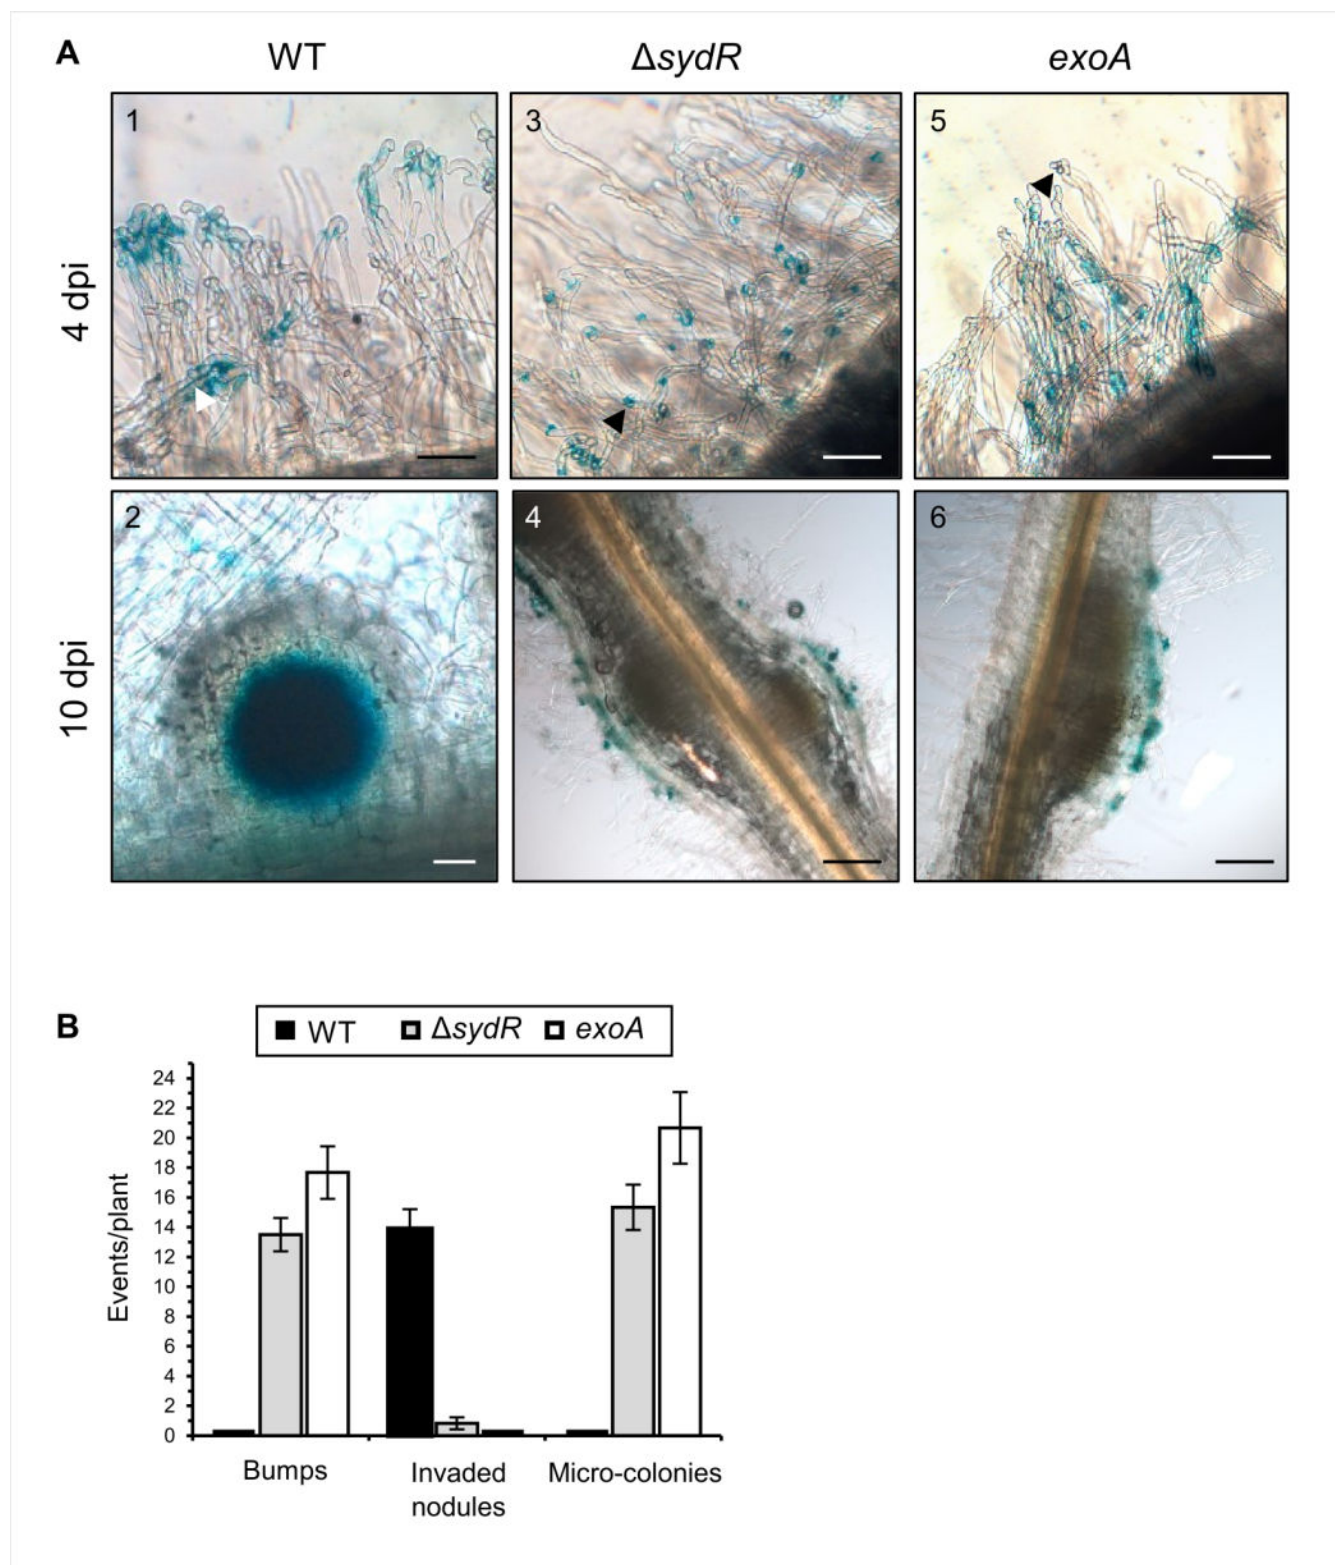 A
WT ΔsydR exoA
4 dpi
1 3 5
10 dpi
2 4 6
B
WT ΔsydR exoA
Events/plant
24
22
20
18
16
14
12
10
8
6
4
2
0
Bumps Invaded nodules Micro-colonies